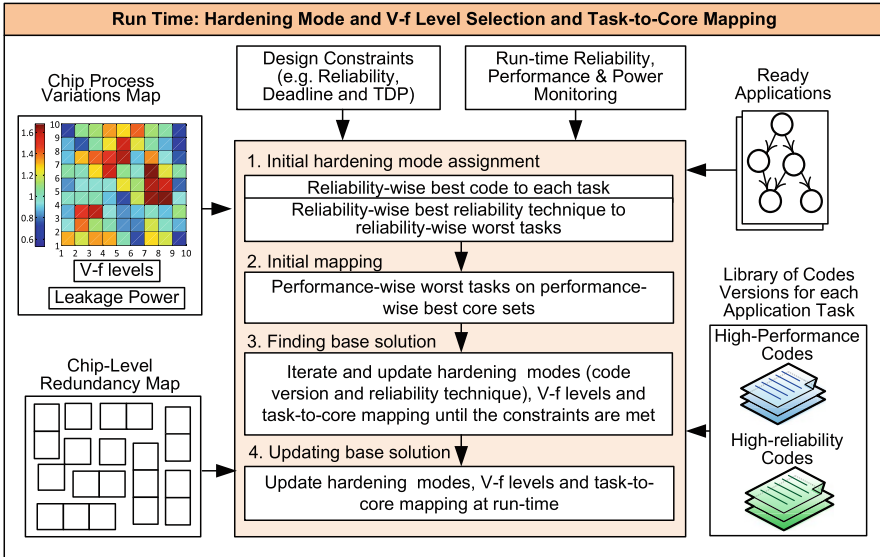 Run Time: Hardening Mode and V-f Level Selection and Task-to-Core Mapping
Chip Process
Variations Map
1.6
1.4
1.2
1
0.8
0.6
10
9
8
7
6
5
4
3
2
1
1 2 3 4 5 6 7 8 9 10
V-f levels
Leakage Power
Chip-Level
Redundancy Map
Design Constraints
(e.g. Reliability,
Deadline and TDP)
Run-time Reliability,
Performance & Power
Monitoring
1. Initial hardening mode assignment
Reliability-wise best code to each task
Reliability-wise best reliability technique to
reliability-wise worst tasks
2. Initial mapping
Performance-wise worst tasks on performance-
wise best core sets
3. Finding base solution
Iterate and update hardening modes (code
version and reliability technique), V-f levels and
task-to-core mapping until the constraints are met
4. Updating base solution
Update hardening modes, V-f levels and task-to-
core mapping at run-time
Ready
Applications
Library of Codes
Versions for each
Application Task
High-Performance
Codes
High-reliability
Codes